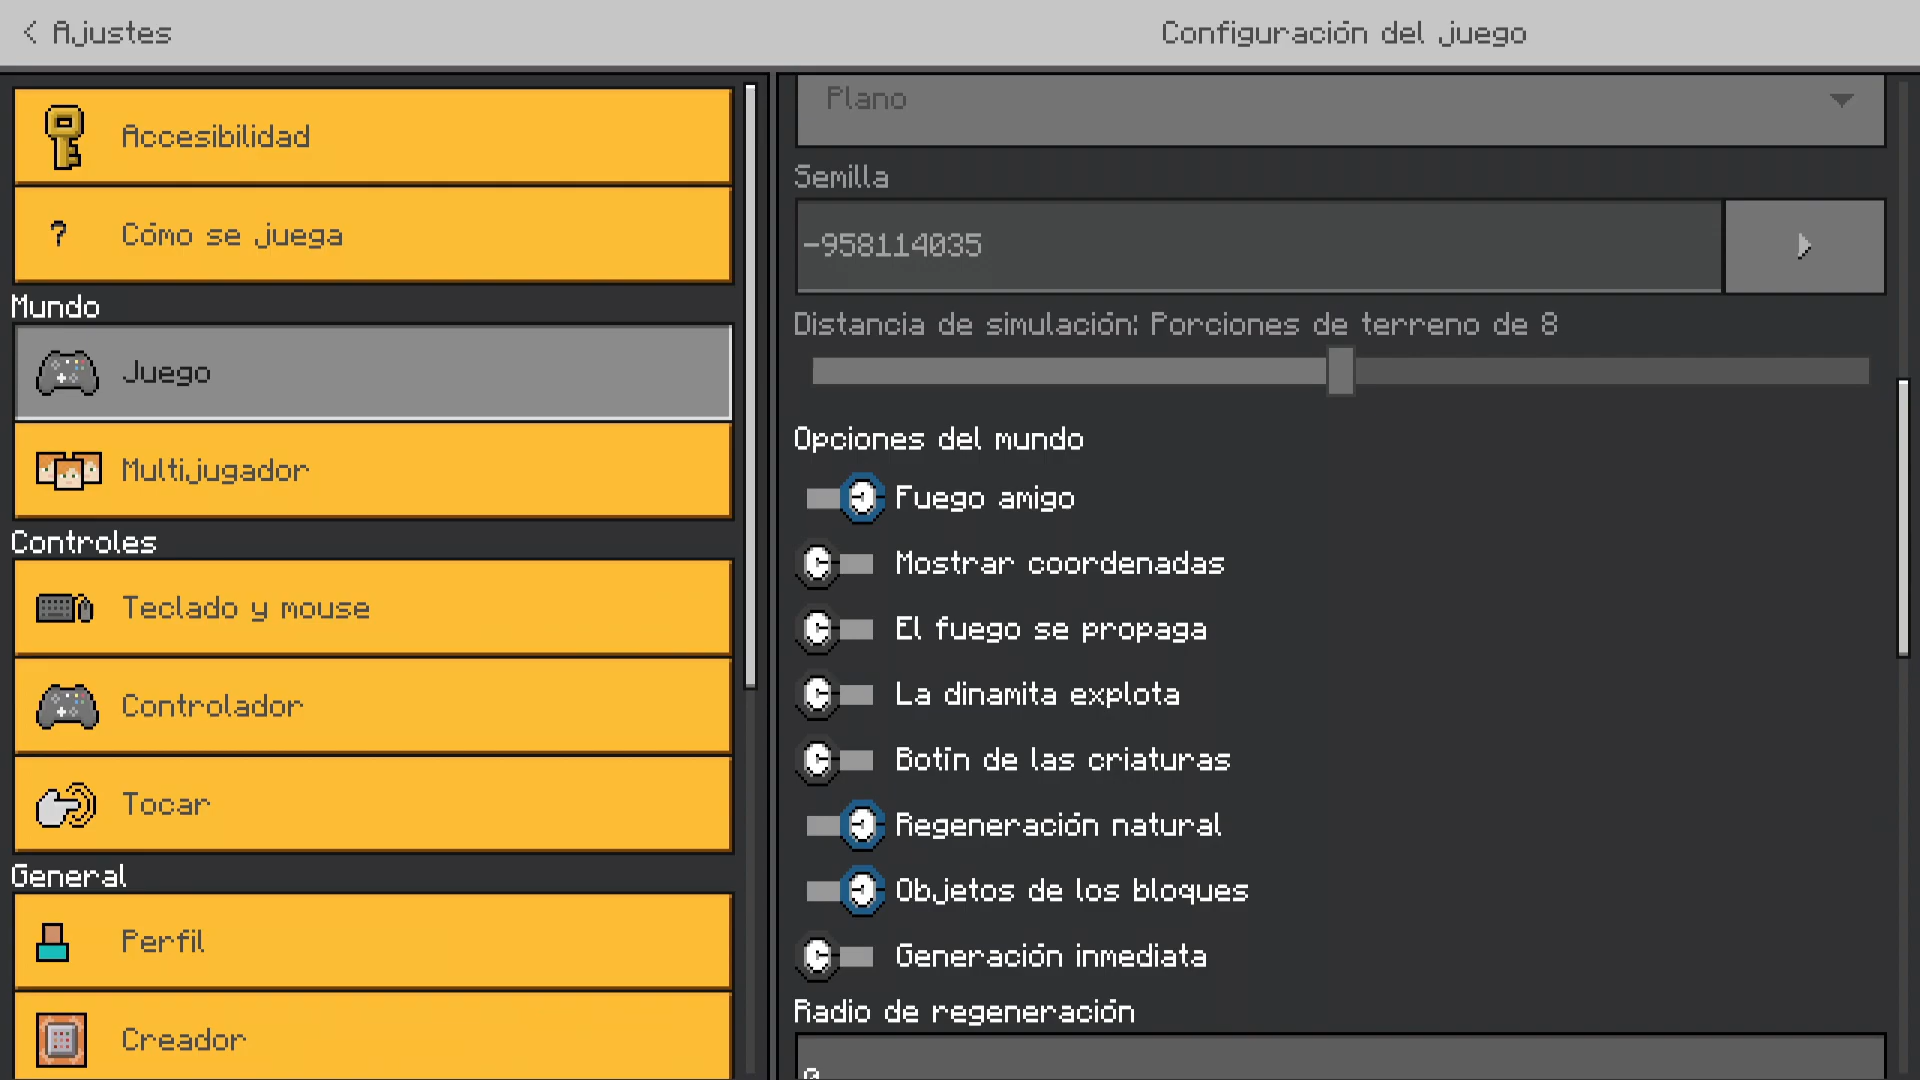 Ajustes
Configuración del juego
Accesibilidad
? Cómo se juega
Mundo
Juego
Multijugador
Controles
Teclado y mouse
Controlador
Tocar
General
Perfil
Creador
Plano
Semilla
-958114035
Distancia de simulación: Porciones de terreno de 8
Opciones del mundo
Fuego amigo
Mostrar coordenadas
El fuego se propaga
La dinamita explota
Botín de las criaturas
Regeneración natural
Objetos de los bloques
Generación inmediata
Radio de regeneración
0